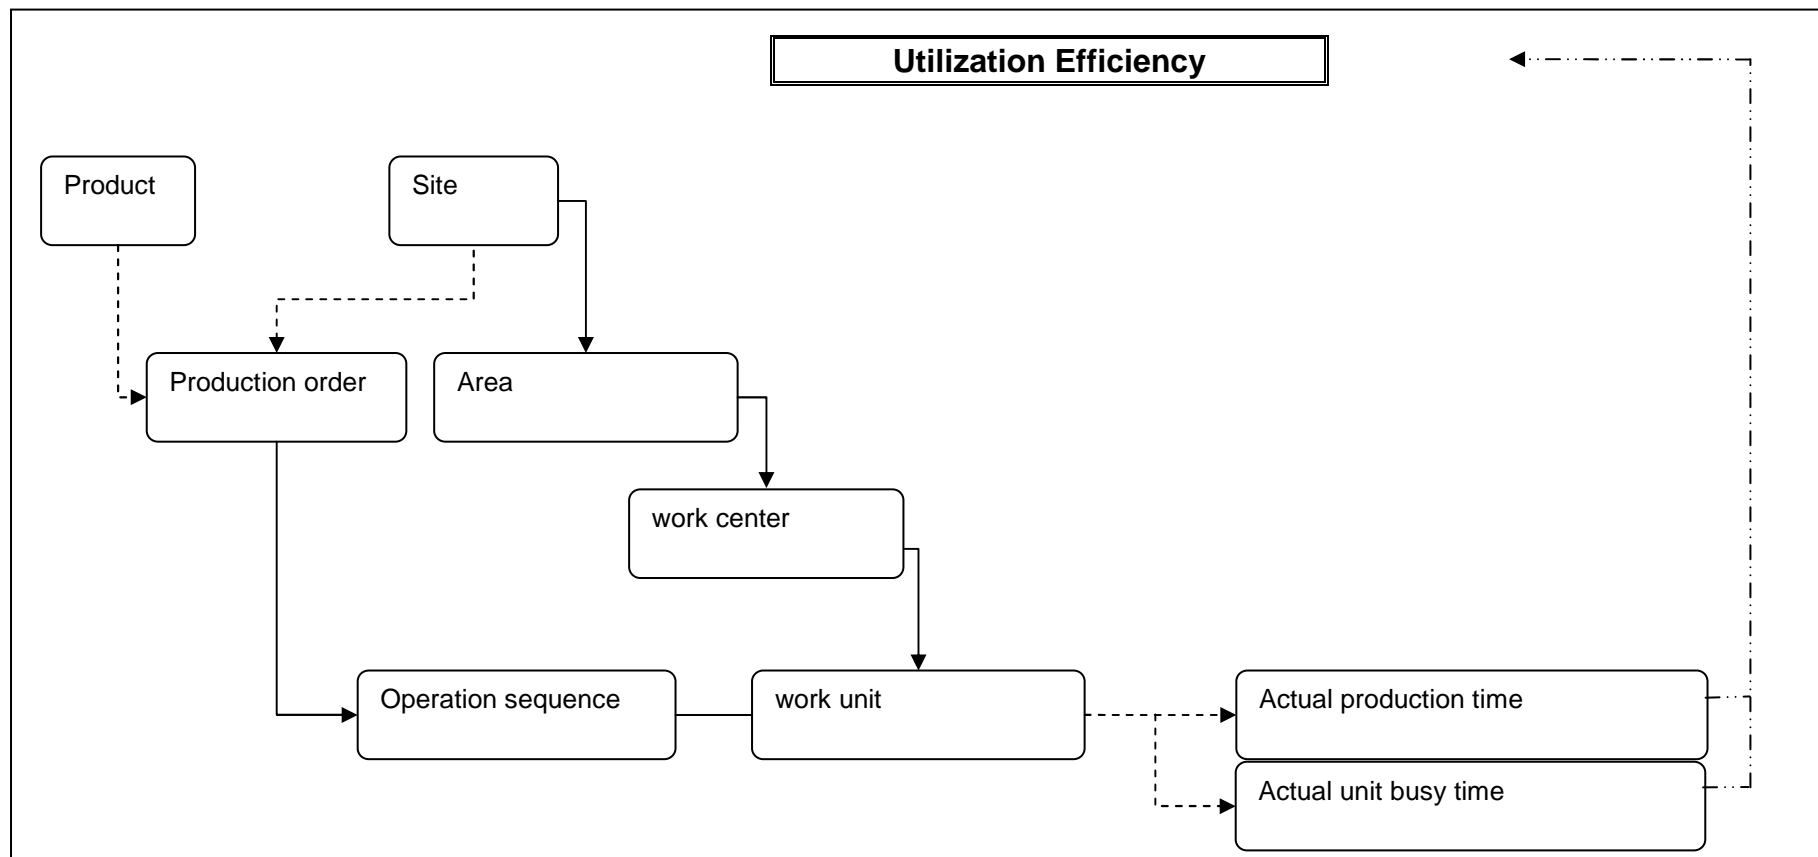 Utilization Efficiency
Product
Site
Production order
Area
work center
Operation sequence
work unit
Actual production time
Actual unit busy time